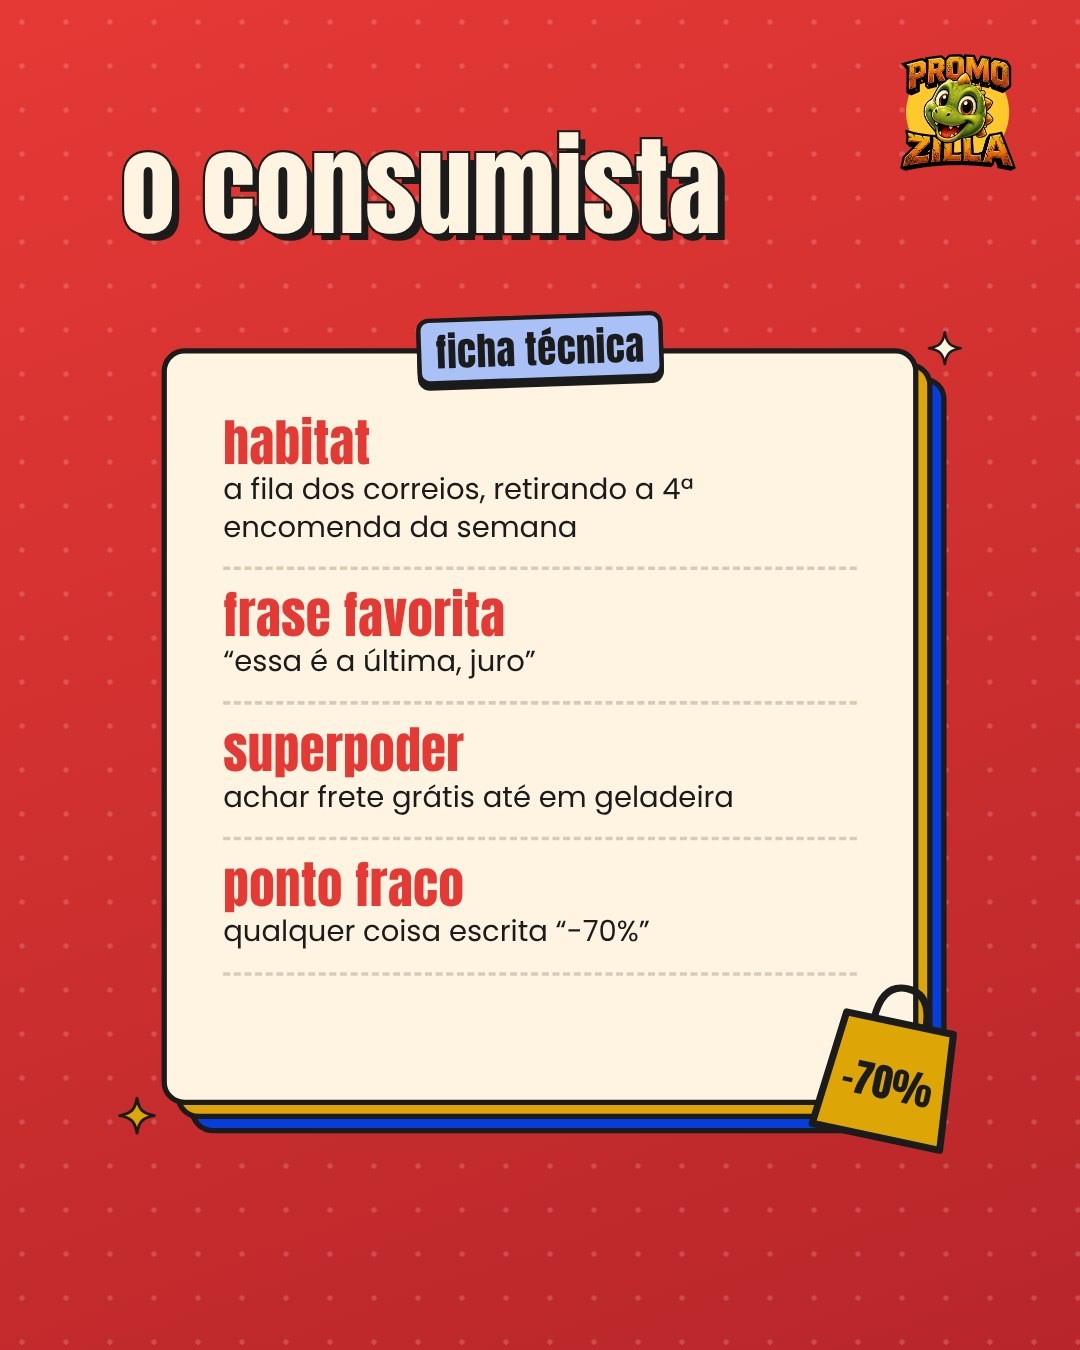 PROMO
ZILLA
o consumista
ficha técnica
habitat
a fila dos correios, retirando a 4ª
encomenda da semana
frase favorita
“essa é a última, juro”
superpoder
achar frete grátis até em geladeira
ponto fraco
qualquer coisa escrita “-70%”
-70%